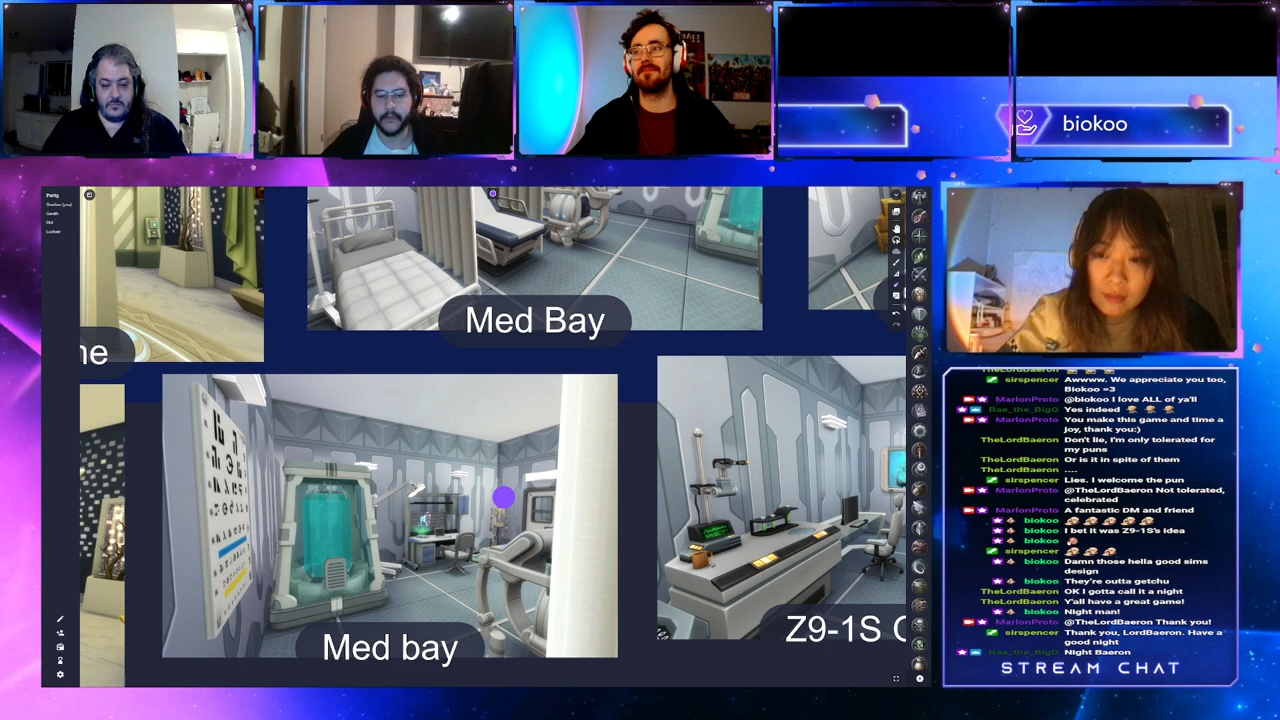 biokoo
Party
Shadow (you)
Gareth
DM
Med Bay
ne
Med bay
Z9-1S C
TheLordBaeron
sirspencer Awwww. We appreciate you too,
Biokoo =3
MarlonProto @biokoo I love ALL of ya'll
Rae_the_BigO Yes indeed
MarlonProto You make this game and time a
joy, thank you:)
TheLordBaeron Don't lie, I'm only tolerated for
my puns
TheLordBaeron Or is it in spite of them
TheLordBaeron ....
sirspencer Lies. I welcome the pun
MarlonProto @TheLordBaeron Not tolerated,
celebrated
MarlonProto A fantastic DM and friend
biokoo
biokoo I bet it was Z9-1S's idea
biokoo
sirspencer
biokoo Damn those hella good sims
design
biokoo They're outta getchu
TheLordBaeron OK I gotta call it a night
TheLordBaeron Y'all have a great game!
biokoo Night man!
MarlonProto @TheLordBaeron Thank you!
sirspencer Thank you, LordBaeron. Have a
good night
Rae_the_BigO Night Baeron
STREAM CHAT